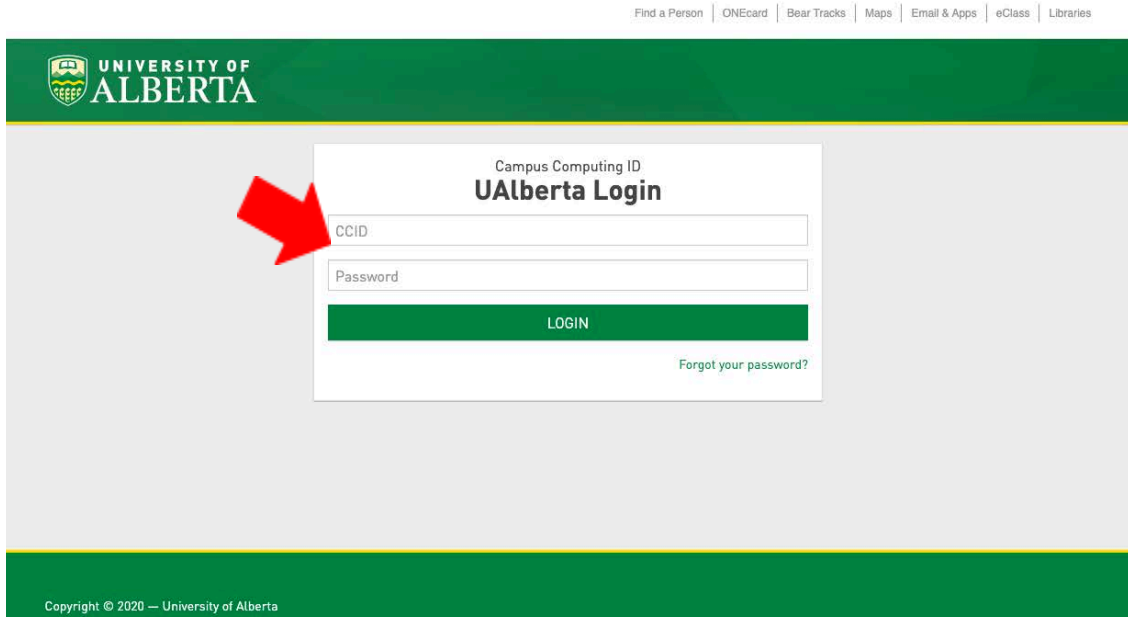 Find a Person | ONEcard | Bear Tracks | Maps | Email & Apps | eClass | Libraries
UNIVERSITY OF
ALBERTA
Campus Computing ID
UAlberta Login
CCID
Password
LOGIN
Forgot your password?
Copyright © 2020 — University of Alberta